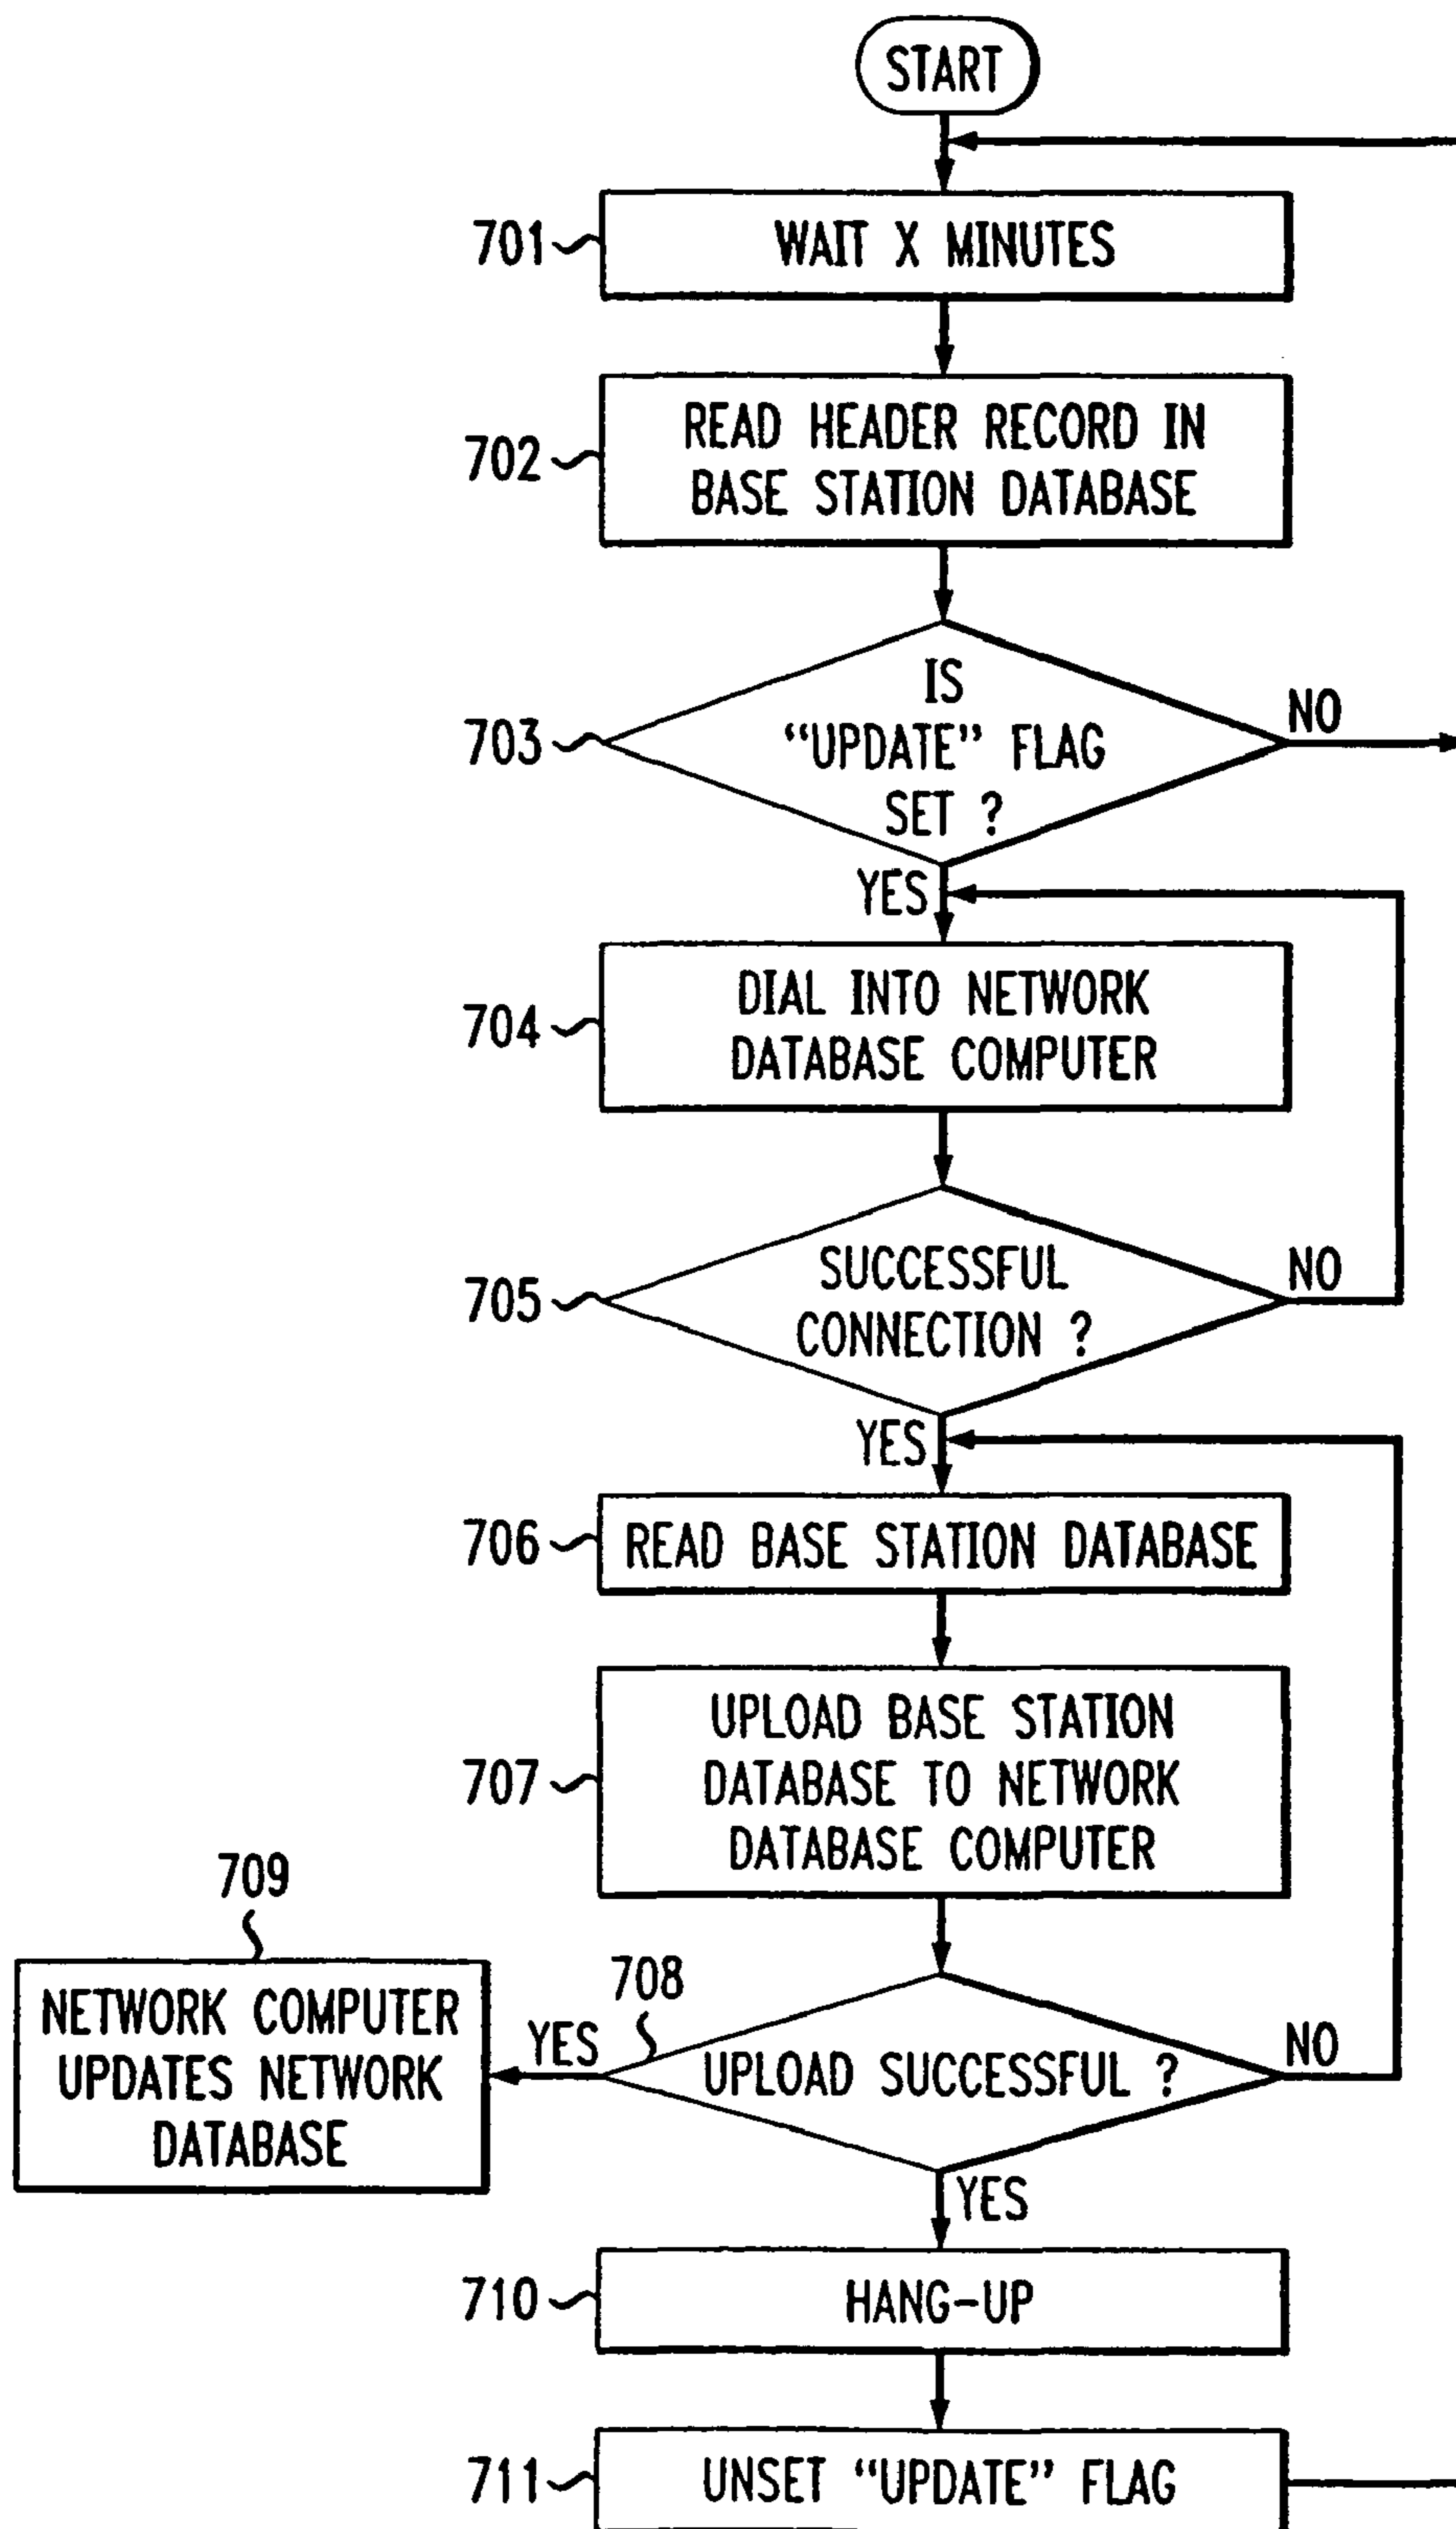 START
701
WAIT X MINUTES
702
READ HEADER RECORD IN
BASE STATION DATABASE
703
IS
“UPDATE” FLAG
SET ?
NO
YES
704
DIAL INTO NETWORK
DATABASE COMPUTER
705
SUCCESSFUL
CONNECTION ?
NO
YES
706
READ BASE STATION DATABASE
707
UPLOAD BASE STATION
DATABASE TO NETWORK
DATABASE COMPUTER
708
UPLOAD SUCCESSFUL ?
NO
YES
709
NETWORK COMPUTER
UPDATES NETWORK
DATABASE
YES
710
HANG-UP
711
UNSET “UPDATE” FLAG